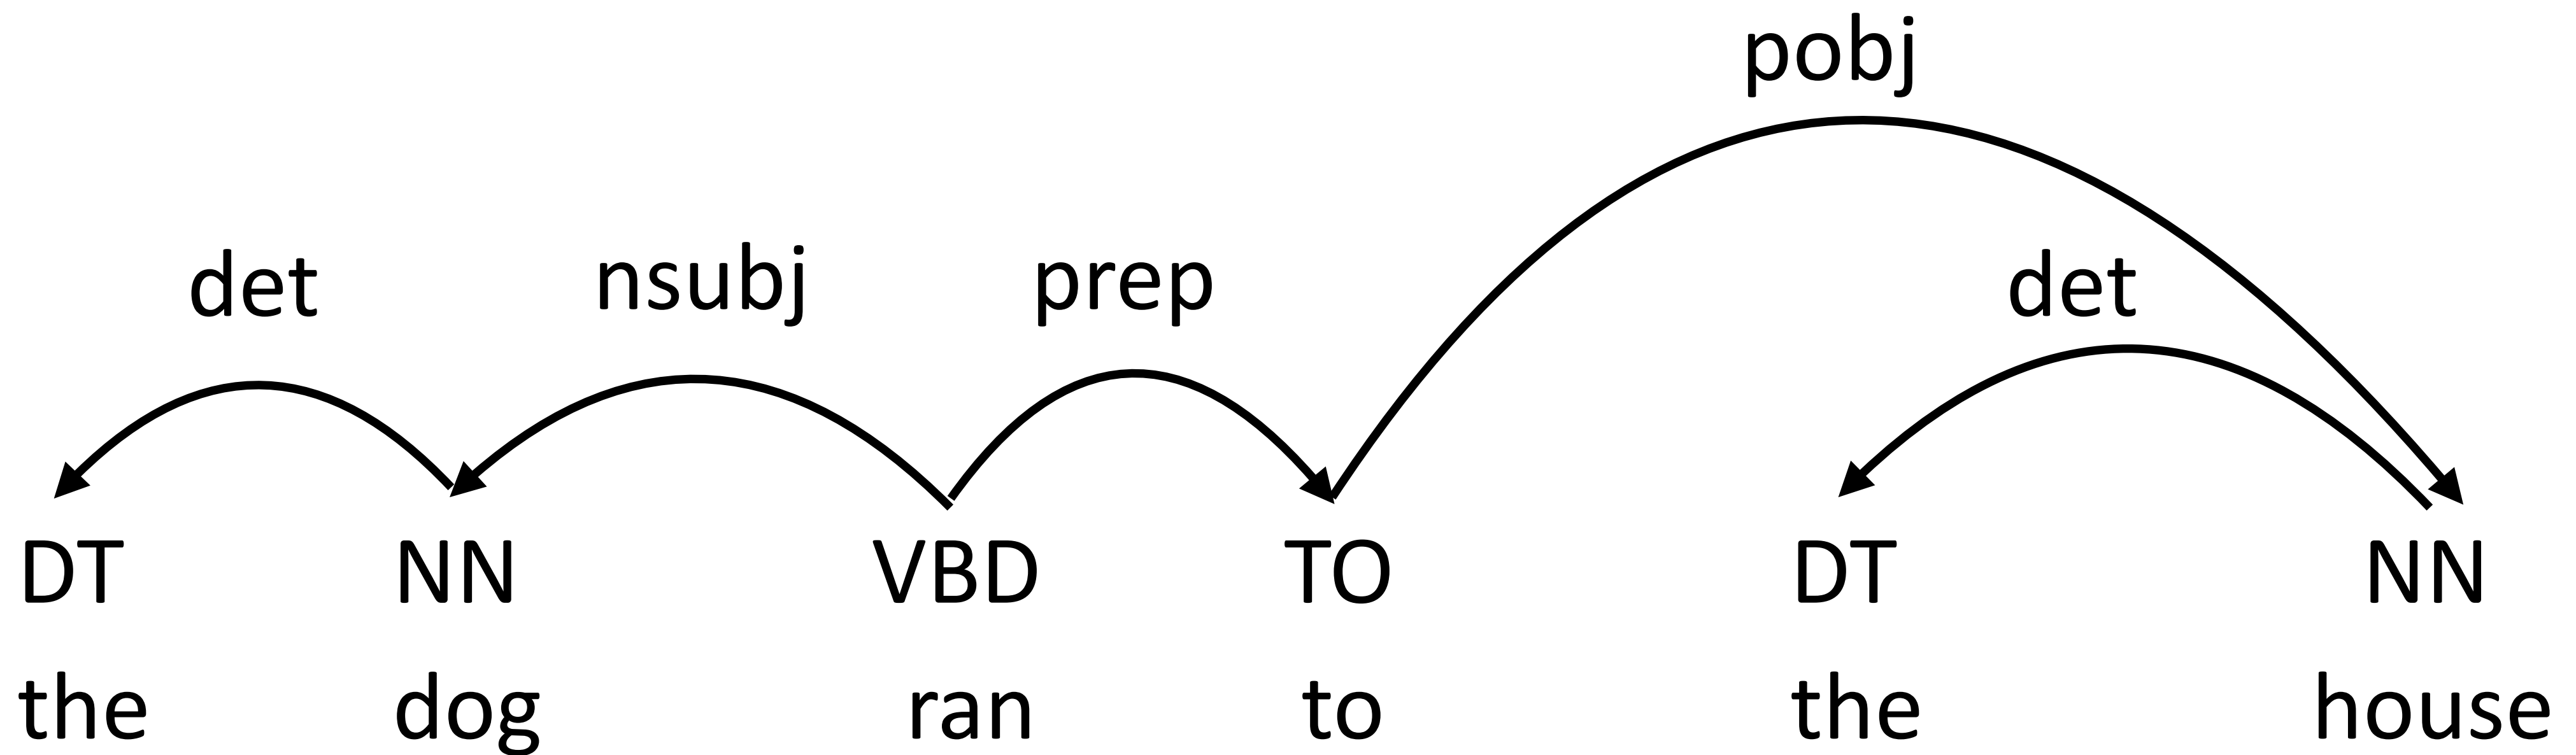 pobj
det nsubj prep det
DT NN VBD TO DT NN
the dog ran to the house